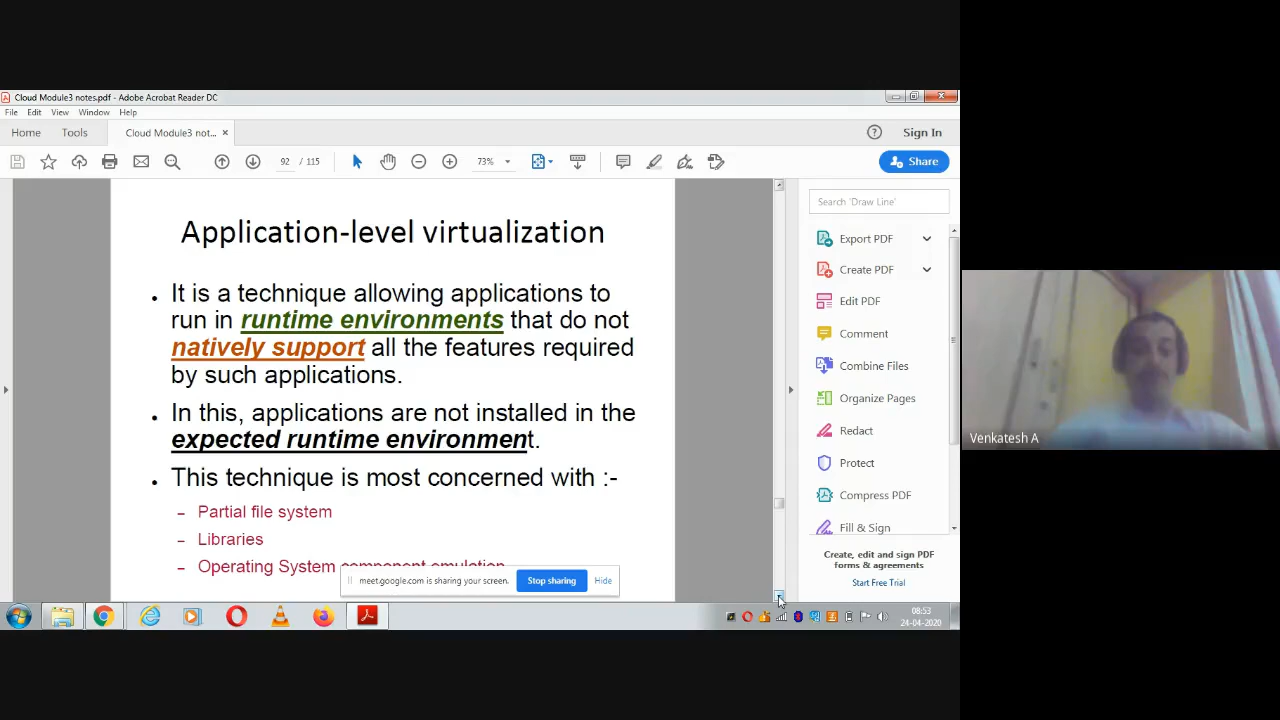 Cloud Module3 notes.pdf - Adobe Acrobat Reader DC
File Edit View Window Help
Home Tools Cloud Module3 not... × Sign In
92 / 115 73% Share
Application-level virtualization
• It is a technique allowing applications to
run in runtime environments that do not
natively support all the features required
by such applications.
• In this, applications are not installed in the
expected runtime environment.
• This technique is most concerned with :-
– Partial file system
– Libraries
– Operating System component emulation
meet.google.com is sharing your screen. Stop sharing Hide
Search 'Draw Line'
Export PDF
Create PDF
Edit PDF
Comment
Combine Files
Organize Pages
Redact
Protect
Compress PDF
Fill & Sign
Create, edit and sign PDF
forms & agreements
Start Free Trial
08:53
24-04-2020
Venkatesh A